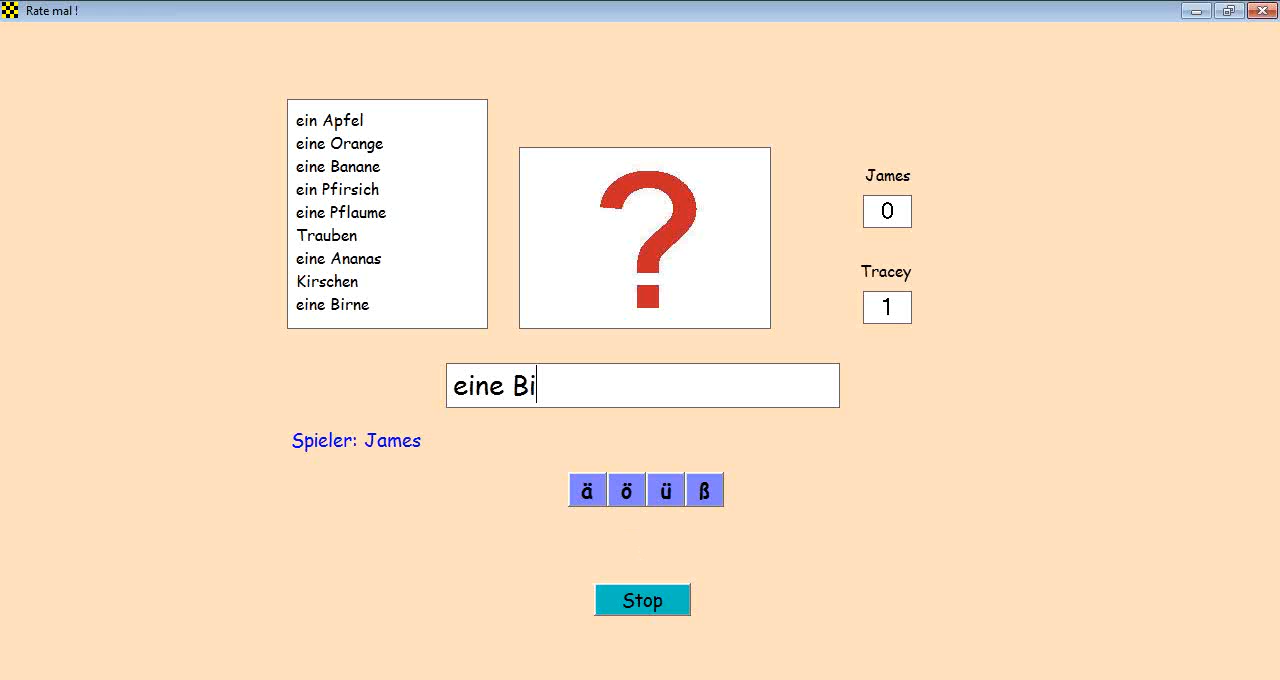 Rate mal !
ein Apfel
eine Orange
eine Banane
ein Pfirsich
eine Pflaume
Trauben
eine Ananas
Kirschen
eine Birne
?
James
0
Tracey
1
eine Bi
Spieler: James
ä ö ü ß
Stop